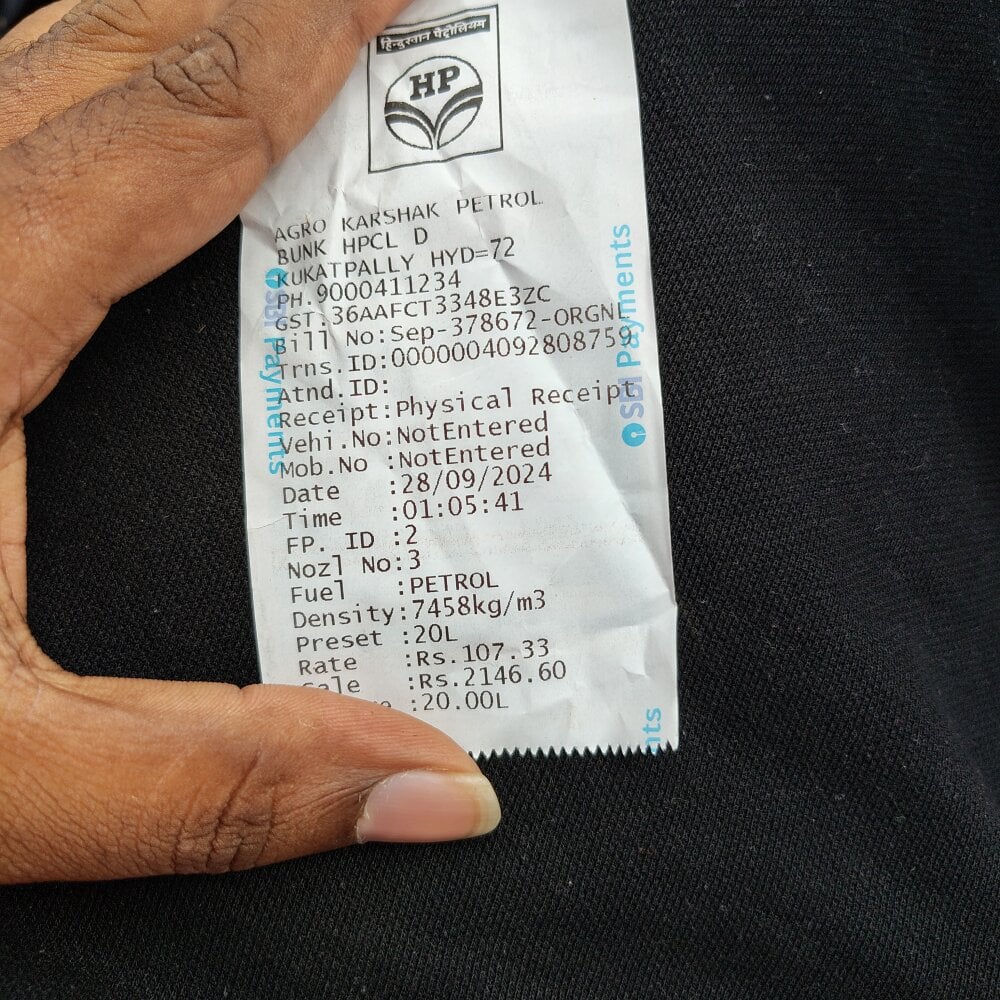 हिन्दुस्तान पेट्रोलियम
HP
AGRO KARSHAK PETROL
BUNK HPCL D
KUKATPALLY HYD=72
PH.9000411234
GST:36AAFCT3348E3ZC
Bill No:Sep-378672-ORGNL
Trns.ID:0000004092808759
Atnd.ID:
Receipt:Physical Receipt
Vehi.No:NotEntered
Mob.No :NotEntered
Date :28/09/2024
Time :01:05:41
FP. ID :2
Nozl No:3
Fuel :PETROL
Density:7458kg/m3
Preset :20L
Rate :Rs.107.33
Sale :Rs.2146.60
:20.00L
SBI Payments
SBI Payments